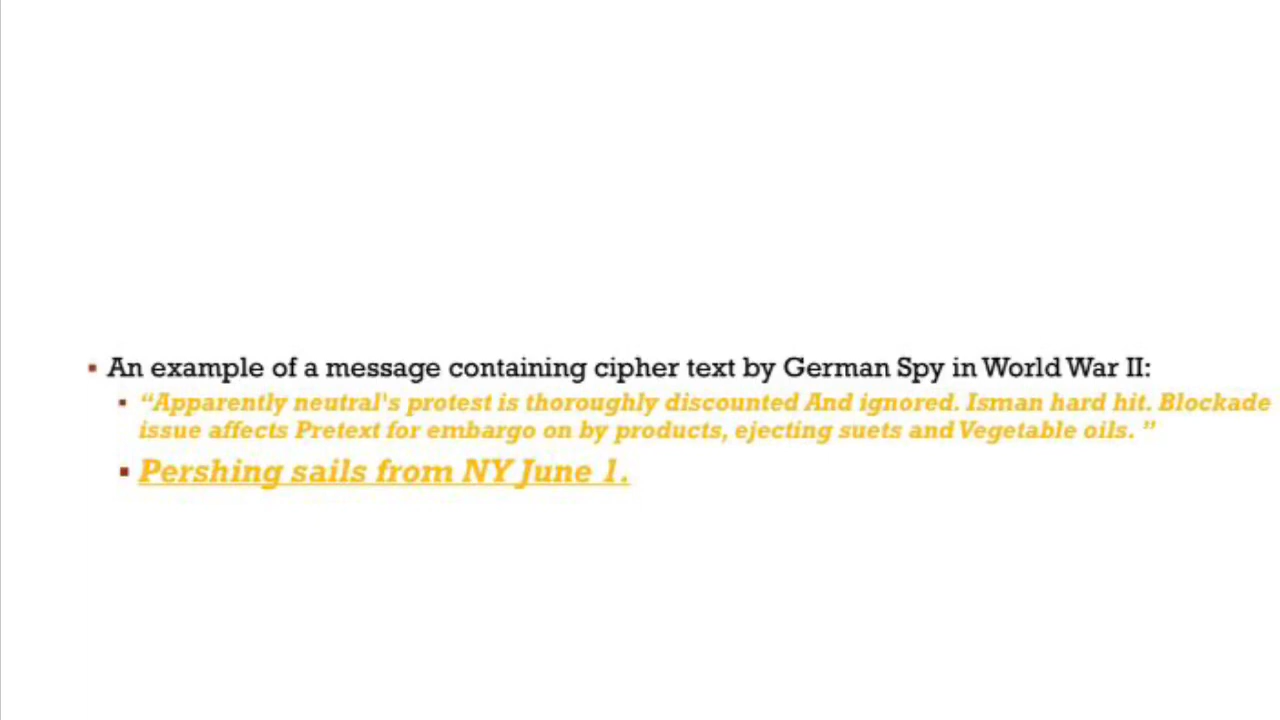 An example of a message containing cipher text by German Spy in World War II:
“Apparently neutral's protest is thoroughly discounted And ignored. Isman hard hit. Blockade
issue affects Pretext for embargo on by products, ejecting suets and Vegetable oils. ”
Pershing sails from NY June 1.